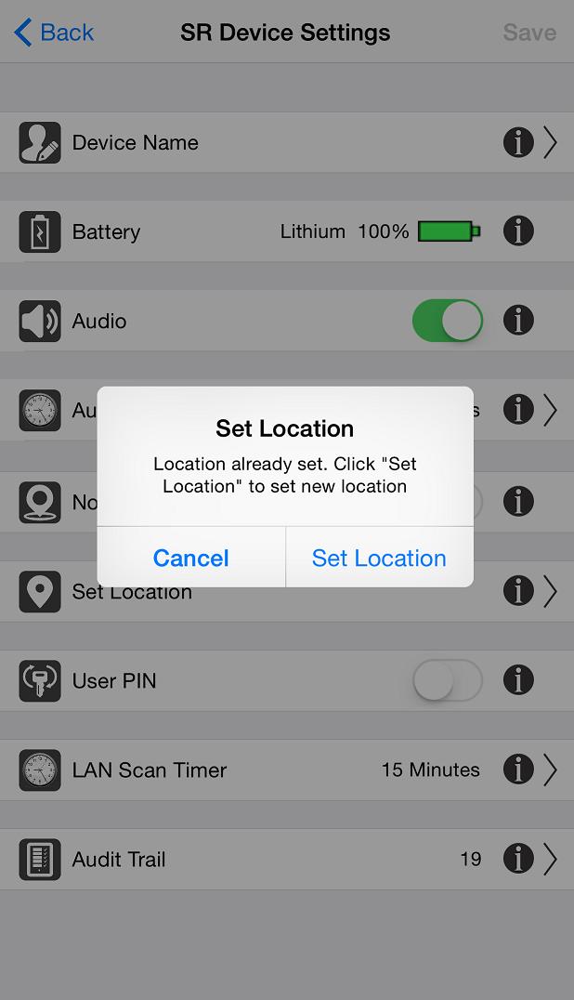 Back SR Device Settings Save
Device Name
Battery Lithium 100%
Audio
Set Location
Location already set. Click "Set
Location" to set new location
Cancel Set Location
Set Location
User PIN
LAN Scan Timer 15 Minutes
Audit Trail 19